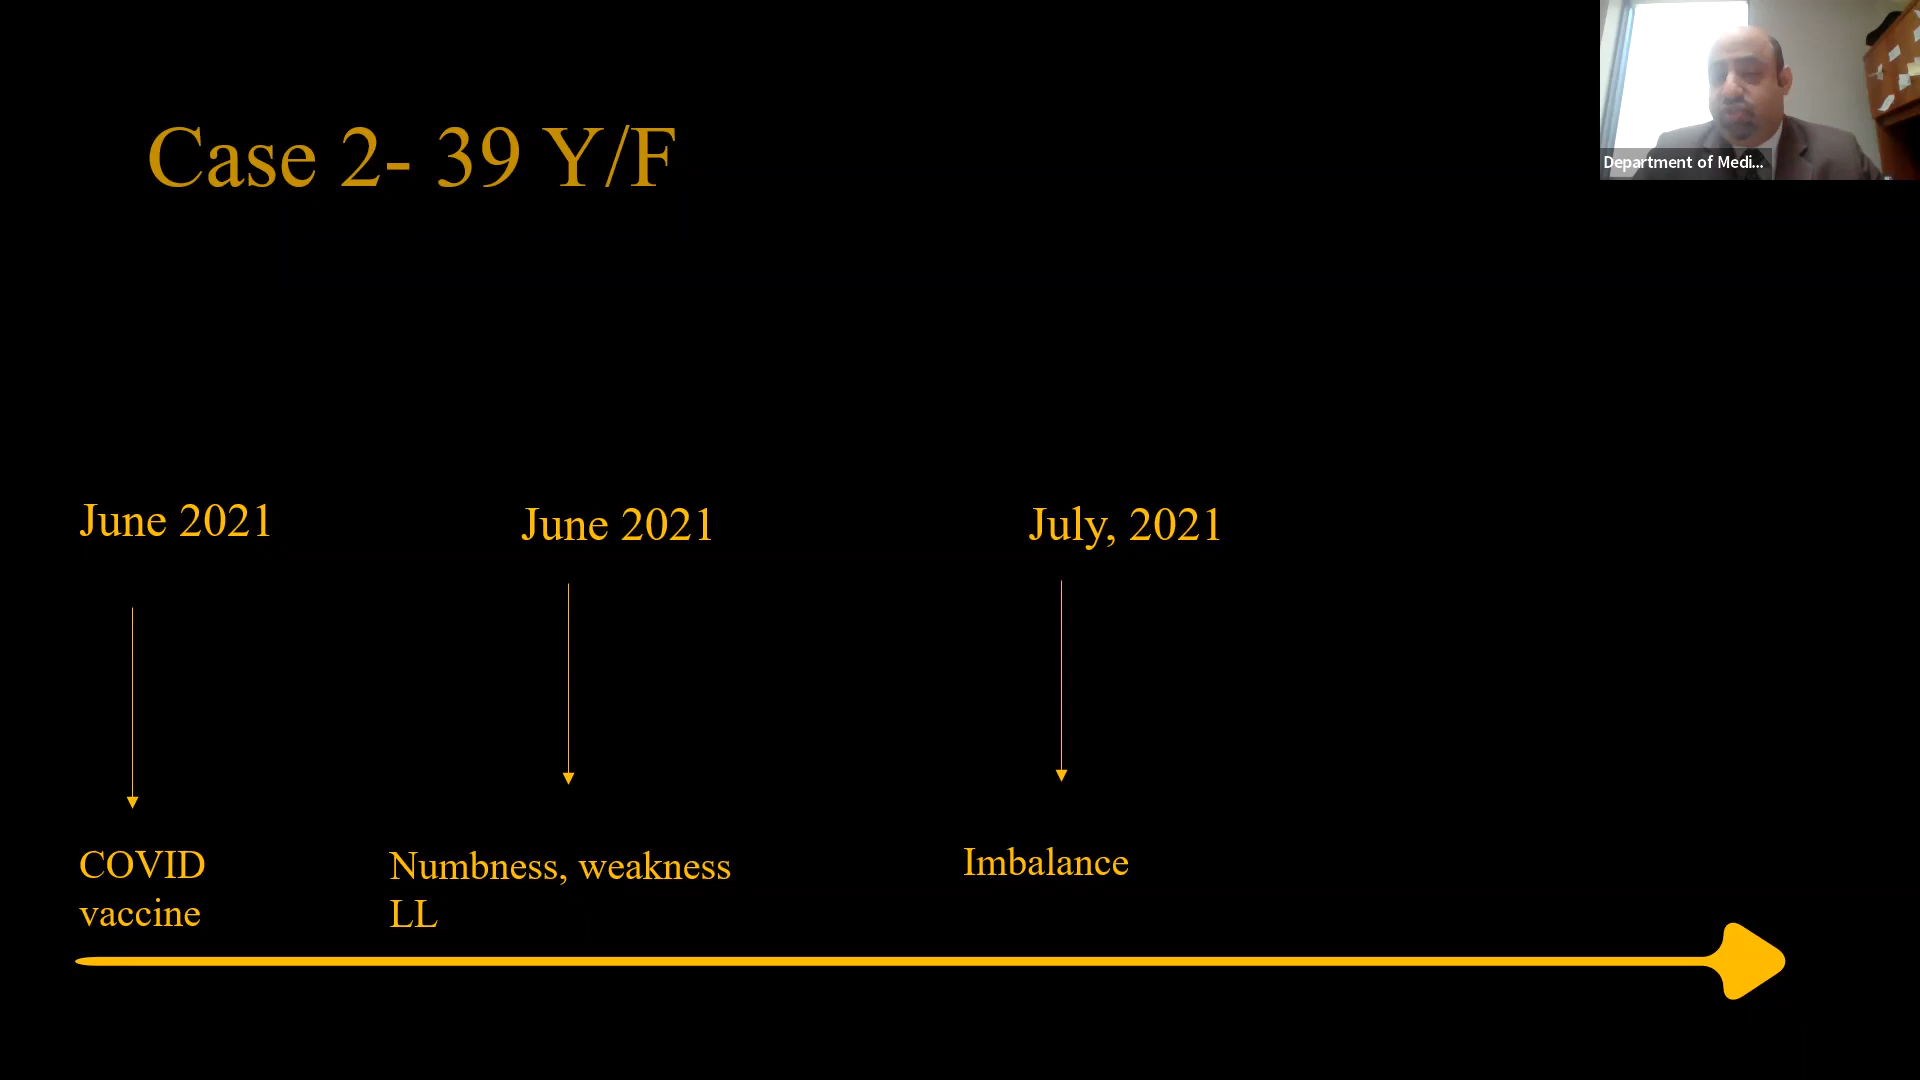 Case 2- 39 Y/F
Department of Medi...
June 2021
June 2021
July, 2021
COVID
vaccine
Numbness, weakness
LL
Imbalance